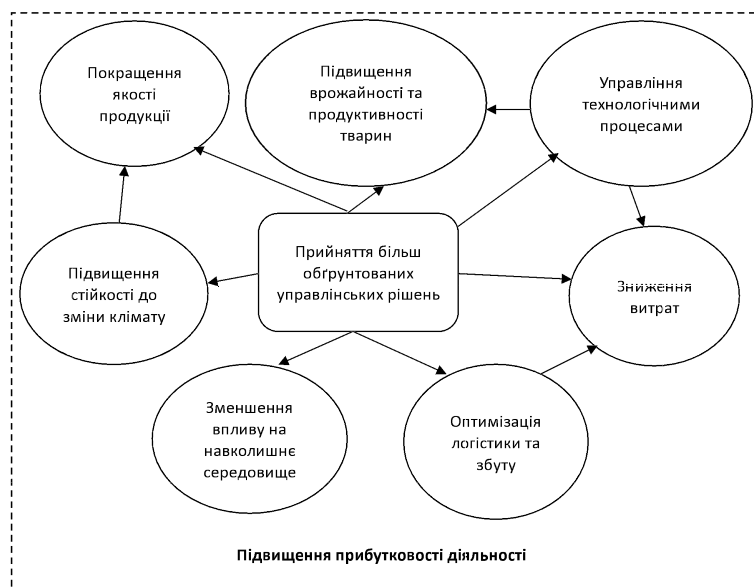 Покращення
якості
продукції
Підвищення
врожайності та
продуктивності
тварин
Управління
технологічними
процесами
Підвищення
стійкості до
зміни клімату
Прийняття більш
обґрунтованих
управлінських рішень
Зниження
витрат
Зменшення
впливу на
навколишнє
середовище
Оптимізація
логістики та
збуту
Підвищення прибутковості діяльності